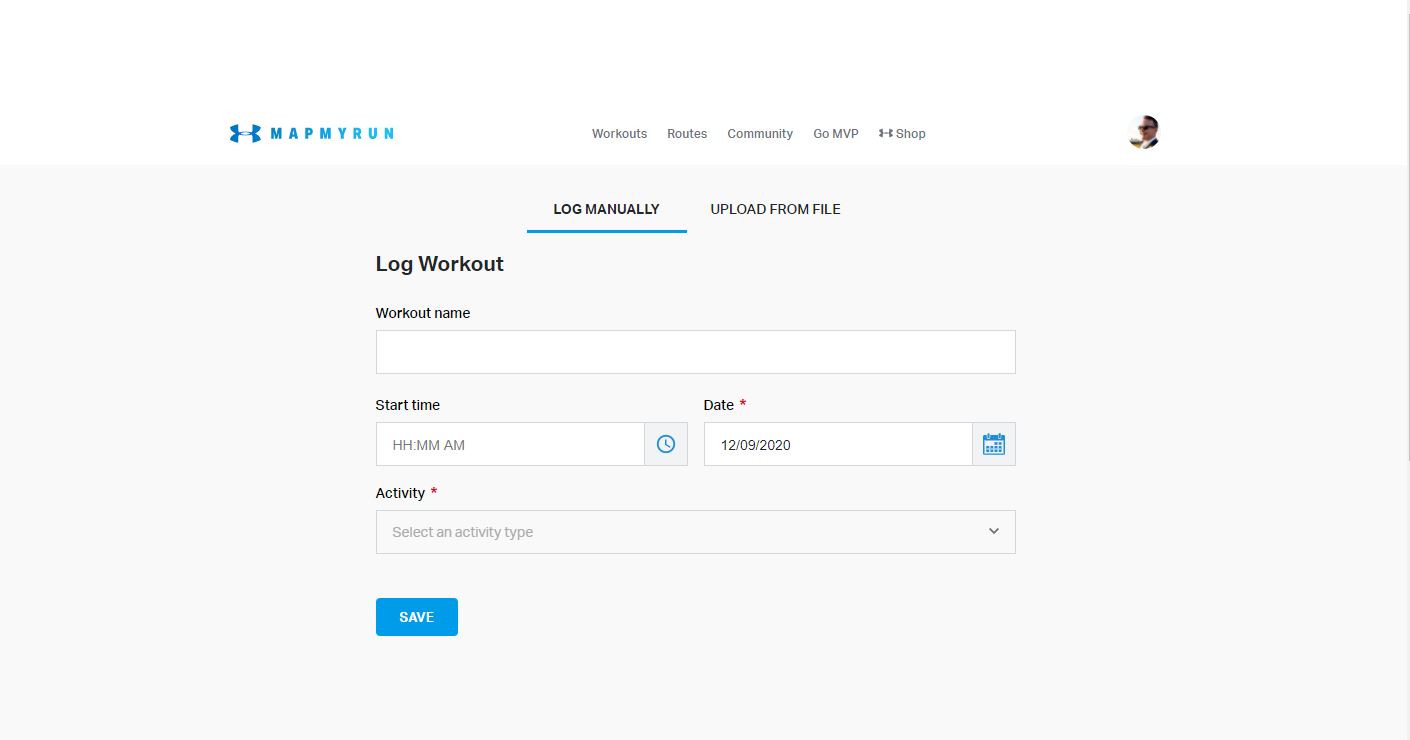 MAPMYRUN
Workouts Routes Community Go MVP Shop
LOG MANUALLY UPLOAD FROM FILE
Log Workout
Workout name
Start time Date *
HH:MM AM 12/09/2020
Activity *
Select an activity type
SAVE